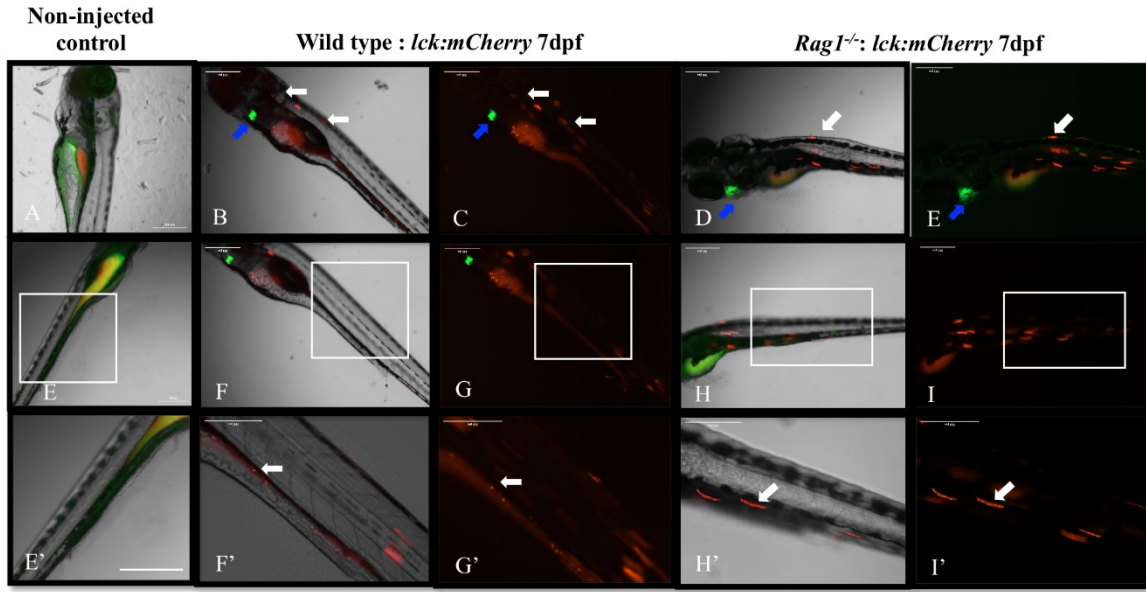 Non-injected
control
Wild type : lck:mCherry 7dpf
Rag1-/-: lck:mCherry 7dpf
A
B
C
D
E
E
F
G
H
I
E’
F’
G’
H’
I’